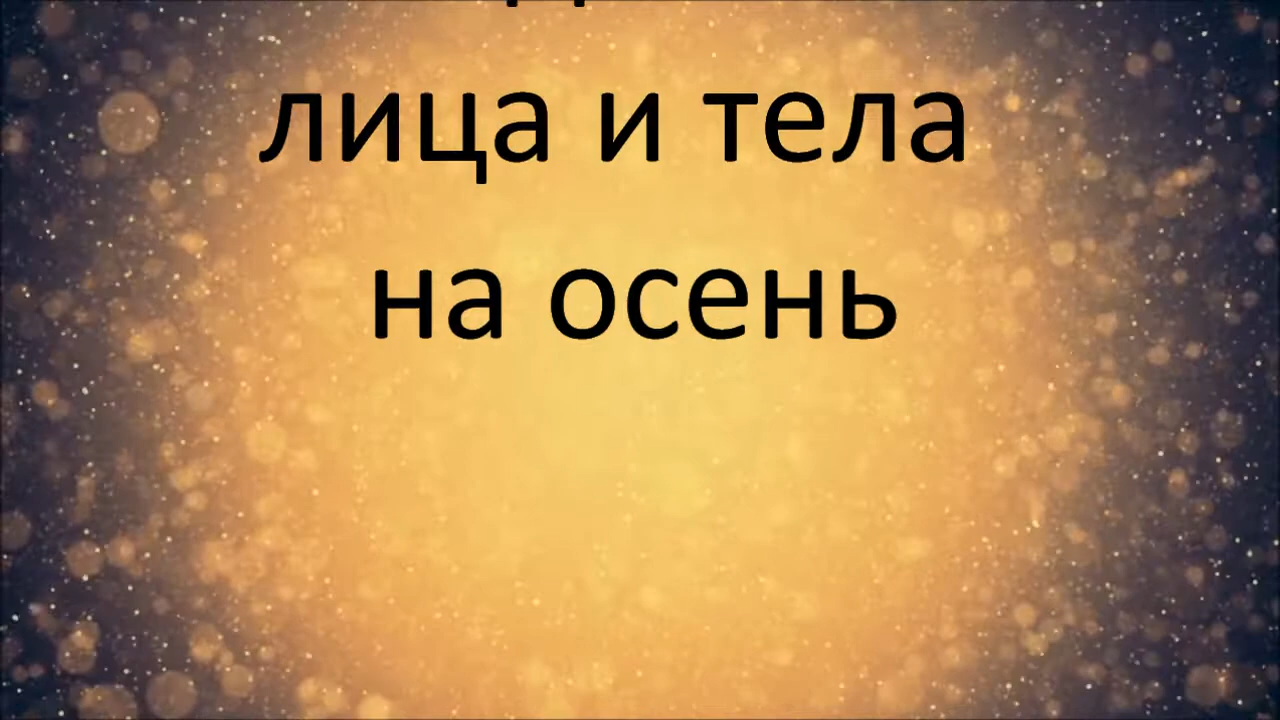 лица и тела
на осень